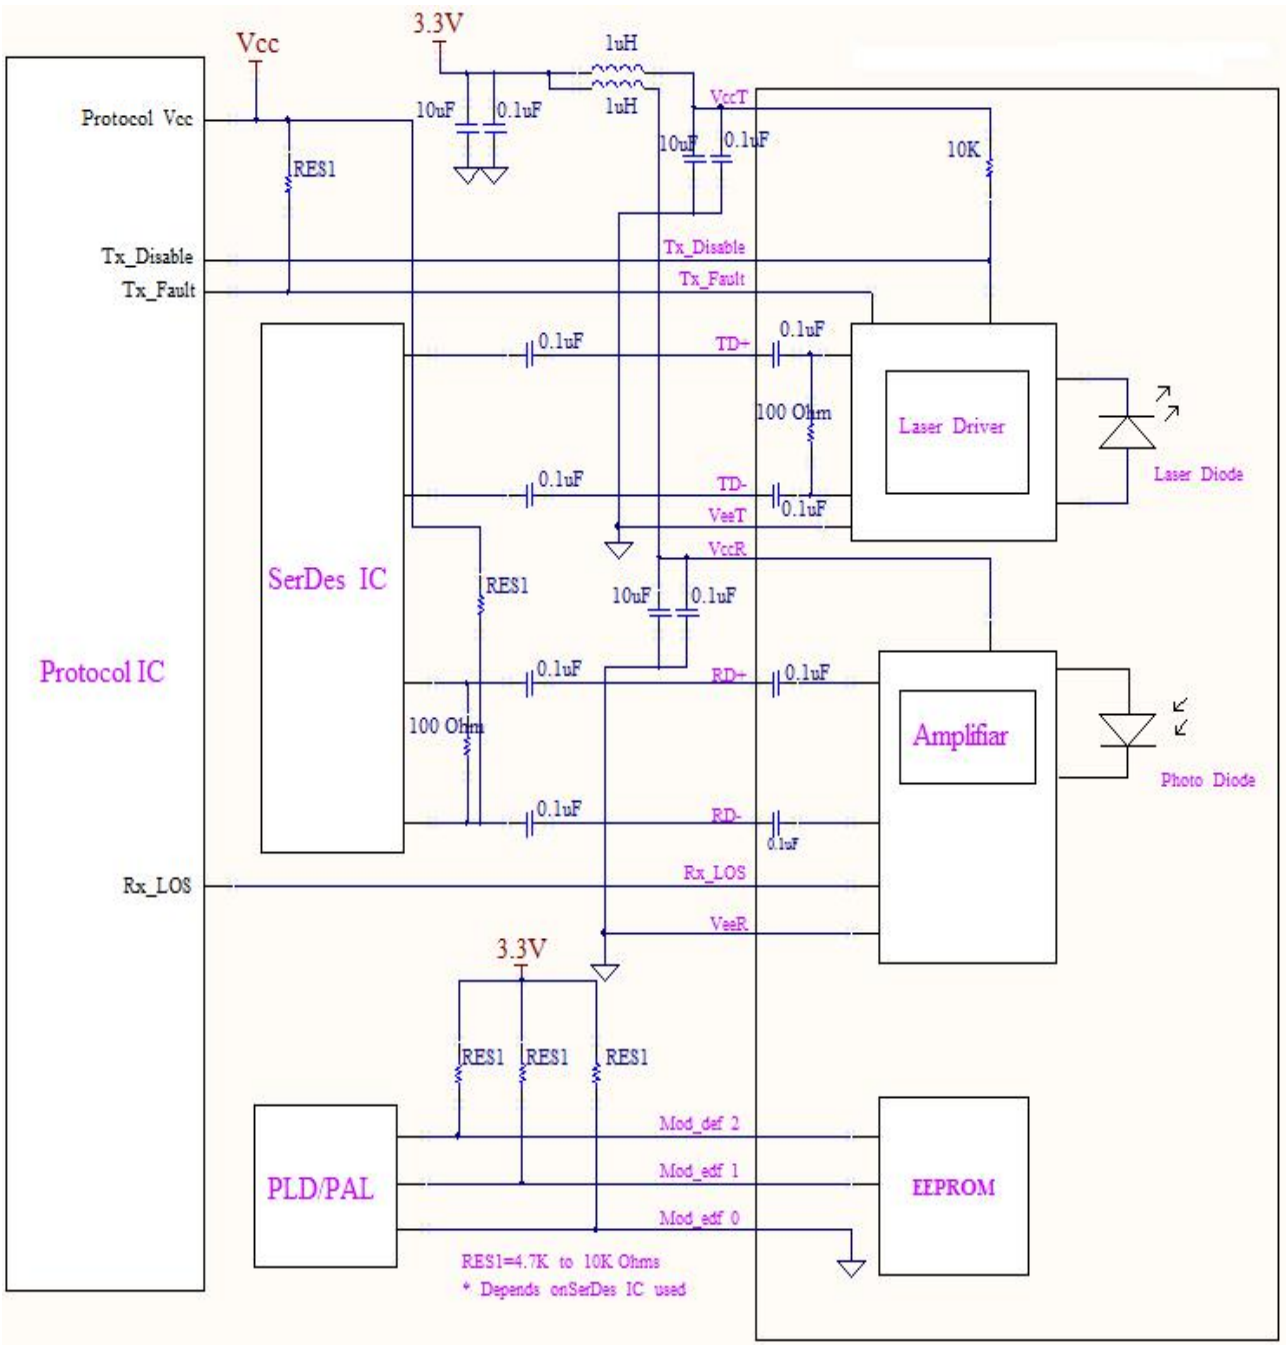 3.3V
1uH
Vcc
1uH
VccT
10uF
0.1uF
Protocol Vcc
10uF
0.1uF
10K
RES1
Tx_Disable
Tx_Disable
Tx_Fault
Tx_Fault
0.1uF
0.1uF
TD+
100 Ohm
Laser Driver
Laser Diode
0.1uF
TD-
0.1uF
VeeT
VccR
SerDes IC
RES1
10uF
0.1uF
Protocol IC
0.1uF
RD+
0.1uF
100 Ohm
Amplifiar
Photo Diode
0.1uF
RD-
0.1uF
Rx_LOS
Rx_LOS
VeeR
3.3V
RES1
RES1
RES1
Mod_def 2
PLD/PAL
Mod_edf 1
EEPROM
Mod_edf 0
RES1=4.7K to 10K Ohms
* Depends onSerDes IC used